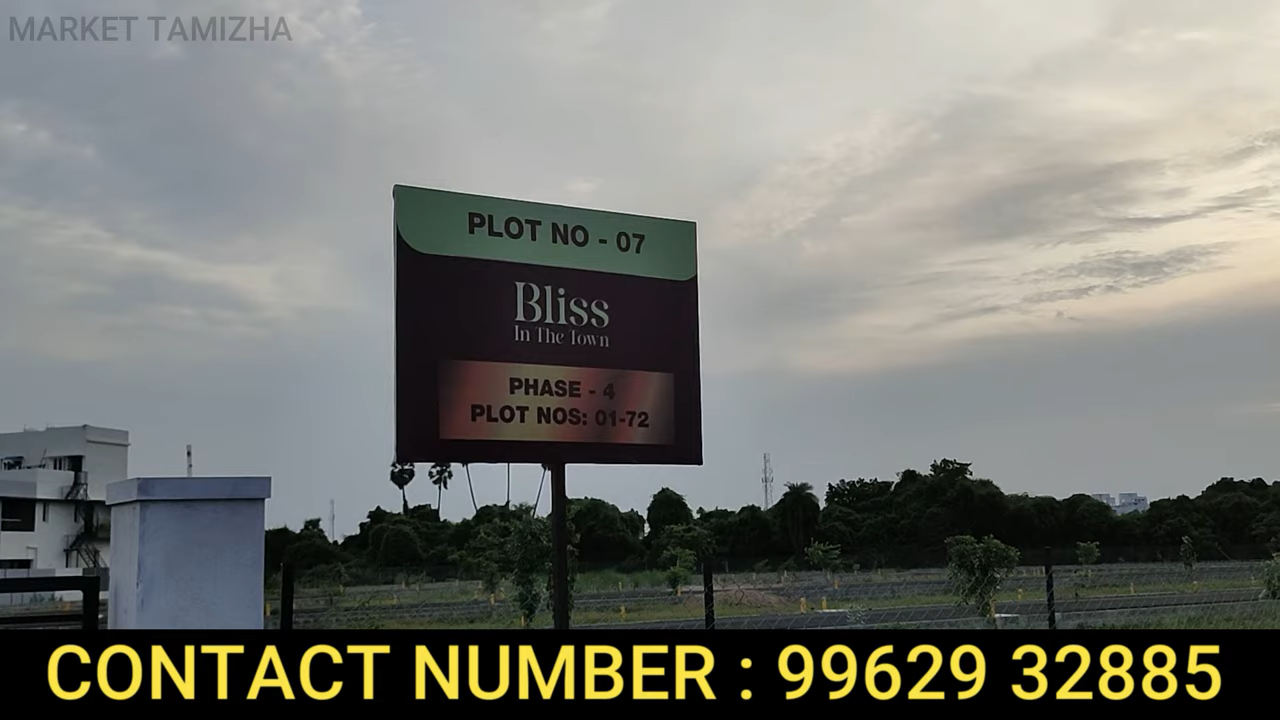 MARKET TAMIZHA
PLOT NO - 07
Bliss
In The Town
PHASE - 4
PLOT NOS: 01-72
CONTACT NUMBER : 99629 32885